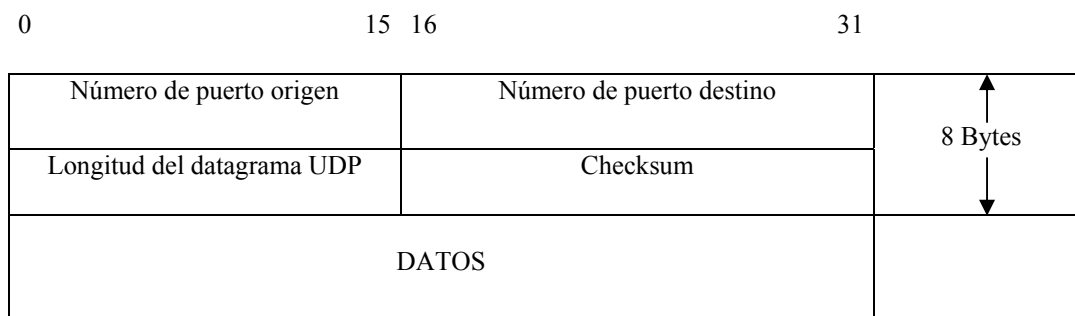 0 15 16 31
Número de puerto origen Número de puerto destino
8 Bytes
Longitud del datagrama UDP Checksum
DATOS